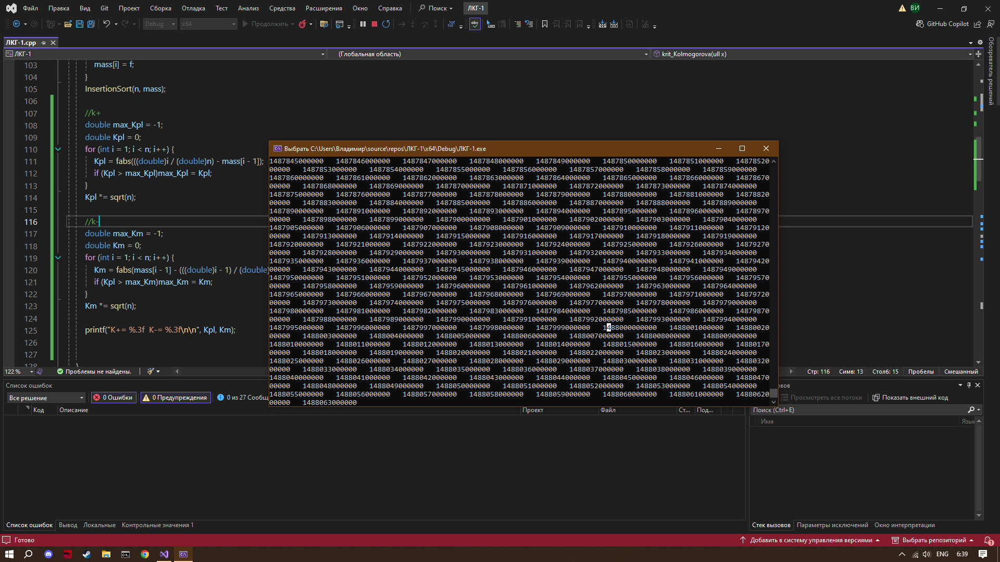 Файл Правка Вид Git Проект Сборка Отладка Тест Анализ Средства Расширения Окно Справка Поиск ЛКГ-1 ВИ
Debug x64 Продолжить abc GitHub Copilot
ЛКГ-1.cpp
ЛКГ-1 (Глобальная область) krit_Kolmogorova(ull x)
Обозреватель решений
103 mass[i] = f;
104 }
105 InsertionSort(n, mass);
106
107 //k+
108 double max_Kpl = -1;
109 double Kpl = 0;
110 for (int i = 1; i < n; i++) {
111 Kpl = fabs(((double)i / (double)n) - mass[i - 1]);
112 if (Kpl > max_Kpl)max_Kpl = Kpl;
113 }
114 Kpl *= sqrt(n);
115
116 //k-
117 double max_Km = -1;
118 double Km = 0;
119 for (int i = 1; i < n; i++) {
120 Km = fabs(mass[i - 1] - (((double)i - 1) / (double)
121 if (Kpl > max_Km)max_Km = Km;
122 }
123 Km *= sqrt(n);
124
125 printf("K+= %.3f K-= %.3f\n\n", Kpl, Km);
126
127
128 }
Выбрать C:\Users\Владимир\source\repos\ЛКГ-1\x64\Debug\ЛКГ-1.exe
1487845000000 1487846000000 1487847000000 1487848000000 1487849000000 1487850000000 1487851000000 14878520
00000 1487853000000 1487854000000 1487855000000 1487856000000 1487857000000 1487858000000 1487859000000
1487860000000 1487861000000 1487862000000 1487863000000 1487864000000 1487865000000 1487866000000 14878670
00000 1487868000000 1487869000000 1487870000000 1487871000000 1487872000000 1487873000000 1487874000000
1487875000000 1487876000000 1487877000000 1487878000000 1487879000000 1487880000000 1487881000000 14878820
00000 1487883000000 1487884000000 1487885000000 1487886000000 1487887000000 1487888000000 1487889000000
1487890000000 1487891000000 1487892000000 1487893000000 1487894000000 1487895000000 1487896000000 14878970
00000 1487898000000 1487899000000 1487900000000 1487901000000 1487902000000 1487903000000 1487904000000
1487905000000 1487906000000 1487907000000 1487908000000 1487909000000 1487910000000 1487911000000 14879120
00000 1487913000000 1487914000000 1487915000000 1487916000000 1487917000000 1487918000000 1487919000000
1487920000000 1487921000000 1487922000000 1487923000000 1487924000000 1487925000000 1487926000000 14879270
00000 1487928000000 1487929000000 1487930000000 1487931000000 1487932000000 1487933000000 1487934000000
1487935000000 1487936000000 1487937000000 1487938000000 1487939000000 1487940000000 1487941000000 14879420
00000 1487943000000 1487944000000 1487945000000 1487946000000 1487947000000 1487948000000 1487949000000
1487950000000 1487951000000 1487952000000 1487953000000 1487954000000 1487955000000 1487956000000 14879570
00000 1487958000000 1487959000000 1487960000000 1487961000000 1487962000000 1487963000000 1487964000000
1487965000000 1487966000000 1487967000000 1487968000000 1487969000000 1487970000000 1487971000000 14879720
00000 1487973000000 1487974000000 1487975000000 1487976000000 1487977000000 1487978000000 1487979000000
1487980000000 1487981000000 1487982000000 1487983000000 1487984000000 1487985000000 1487986000000 14879870
00000 1487988000000 1487989000000 1487990000000 1487991000000 1487992000000 1487993000000 1487994000000
1487995000000 1487996000000 1487997000000 1487998000000 1487999000000 1488000000000 1488001000000 14880020
00000 1488003000000 1488004000000 1488005000000 1488006000000 1488007000000 1488008000000 1488009000000
1488010000000 1488011000000 1488012000000 1488013000000 1488014000000 1488015000000 1488016000000 14880170
00000 1488018000000 1488019000000 1488020000000 1488021000000 1488022000000 1488023000000 1488024000000
1488025000000 1488026000000 1488027000000 1488028000000 1488029000000 1488030000000 1488031000000 14880320
00000 1488033000000 1488034000000 1488035000000 1488036000000 1488037000000 1488038000000 1488039000000
1488040000000 1488041000000 1488042000000 1488043000000 1488044000000 1488045000000 1488046000000 14880470
00000 1488048000000 1488049000000 1488050000000 1488051000000 1488052000000 1488053000000 1488054000000
1488055000000 1488056000000 1488057000000 1488058000000 1488059000000 1488060000000 1488061000000 14880620
00000 1488063000000
122 % Проблемы не найдены. Стр: 116 Симв: 13 Столб: 15 Пробелы Смешанный
Список ошибок
Все решение 0 Ошибки 0 Предупреждения 0 из 27 Сообщ
Код Описание Проект Файл Ст... Под...
овов
Просмотреть все потоки Показать внешний код
Поиск (Ctrl+E)
Имя Язык
Список ошибок Вывод Локальные Контрольные значения 1
Стек вызовов Параметры исключений Окно интерпретации
Готово Добавить в систему управления версиями Выбрать репозиторий 1
ENG 6:39